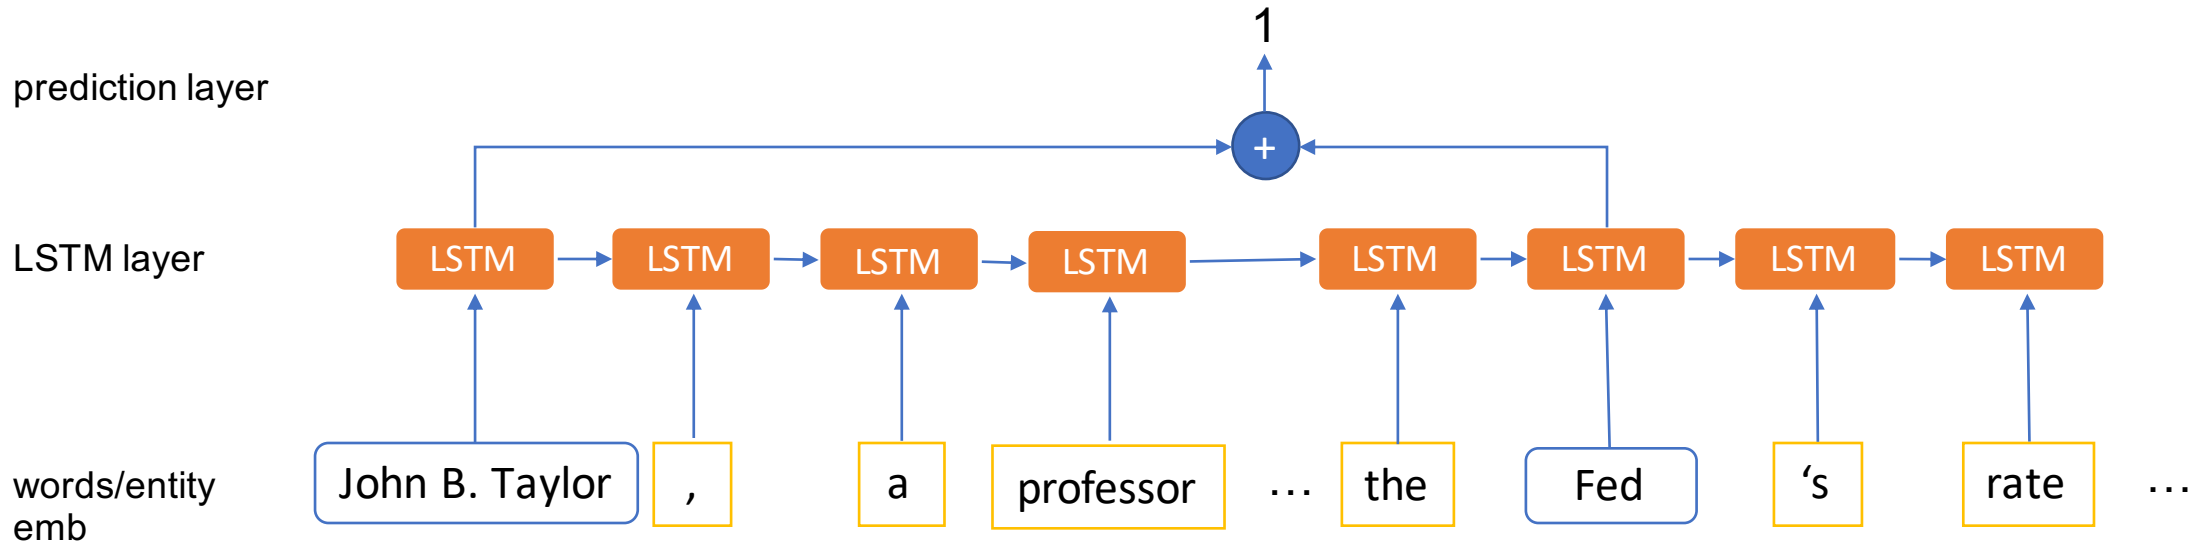 1
prediction layer
+
LSTM layer
LSTM LSTM LSTM LSTM LSTM LSTM LSTM LSTM
words/entity
emb
John B. Taylor , a professor … the Fed ‘s rate …